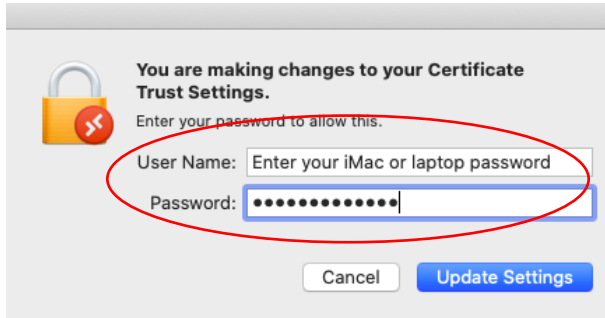 You are making changes to your Certificate
Trust Settings.
Enter your password to allow this.
User Name: Enter your iMac or laptop password
Password: •••••••••••••
Cancel Update Settings